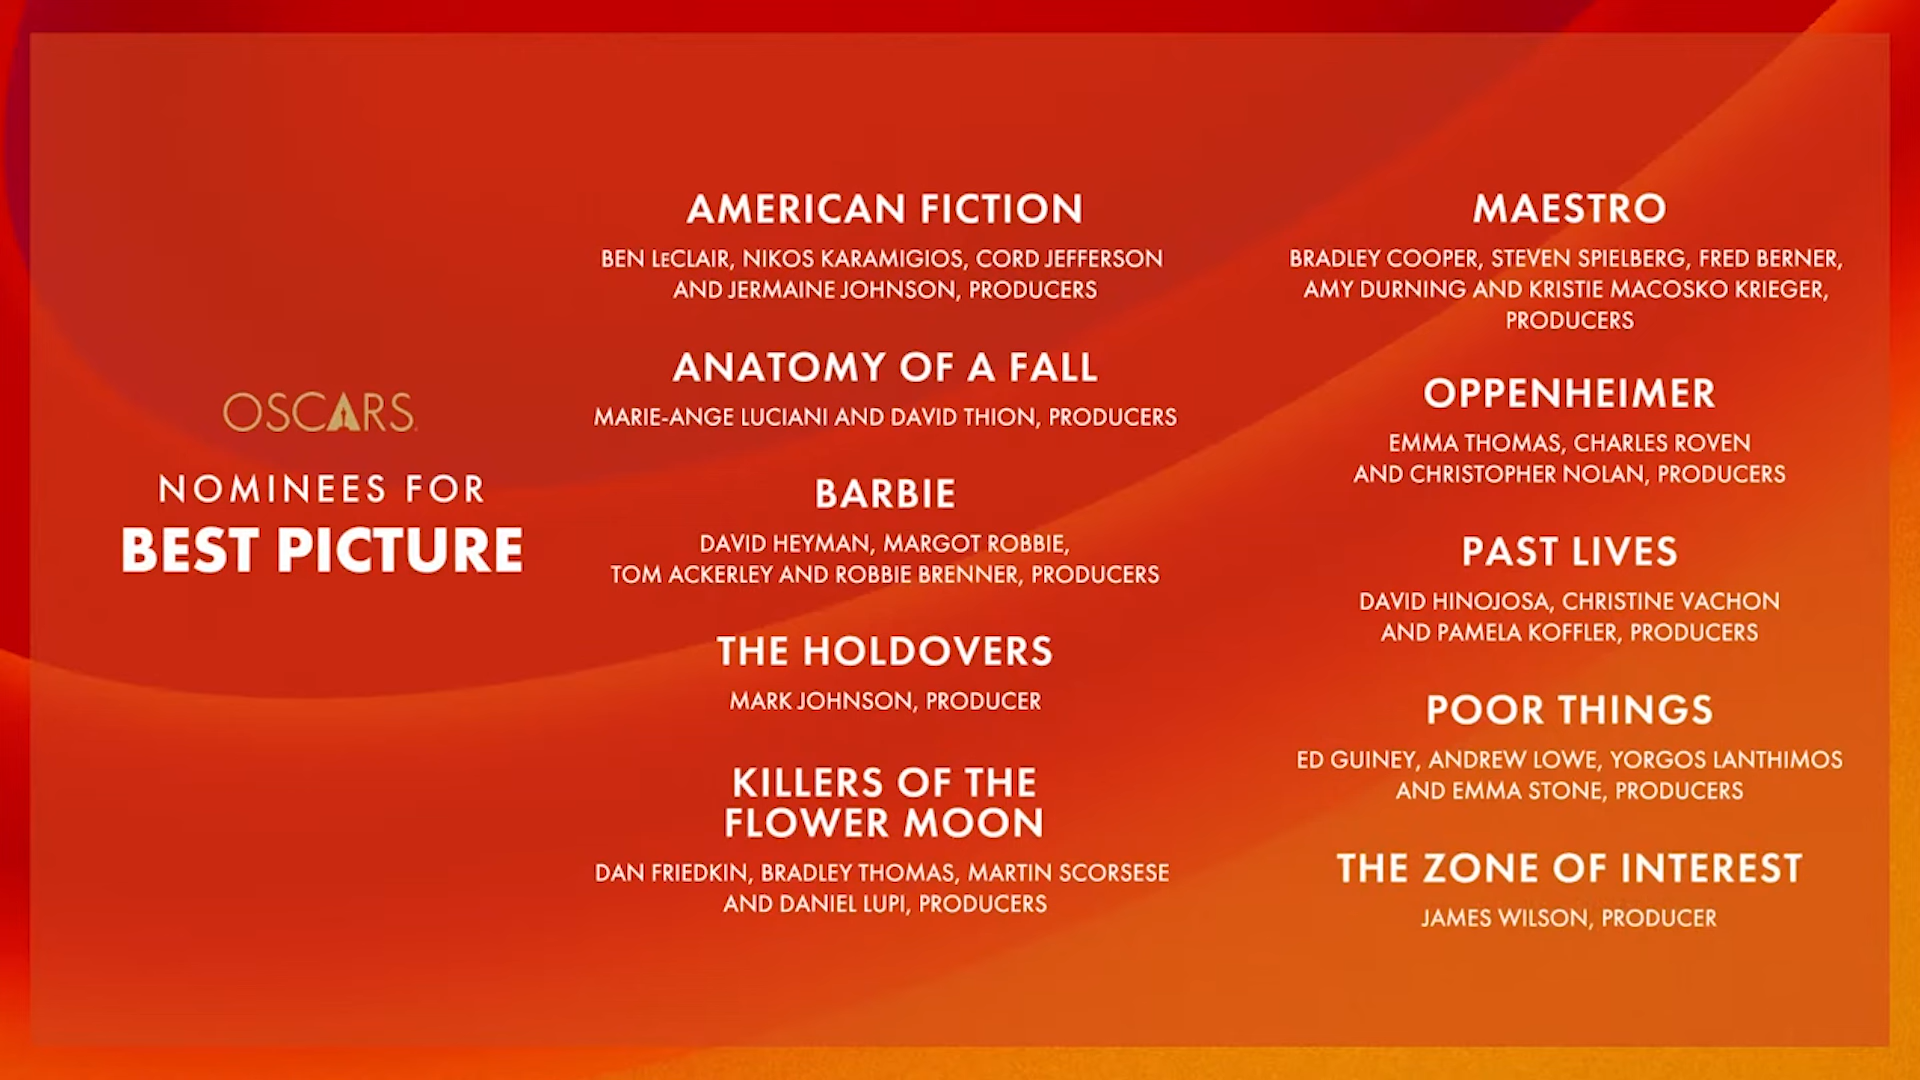 OSCARS.
NOMINEES FOR
BEST PICTURE
AMERICAN FICTION
BEN LECLAIR, NIKOS KARAMIGIOS, CORD JEFFERSON
AND JERMAINE JOHNSON, PRODUCERS
ANATOMY OF A FALL
MARIE-ANGE LUCIANI AND DAVID THION, PRODUCERS
BARBIE
DAVID HEYMAN, MARGOT ROBBIE,
TOM ACKERLEY AND ROBBIE BRENNER, PRODUCERS
THE HOLDOVERS
MARK JOHNSON, PRODUCER
KILLERS OF THE
FLOWER MOON
DAN FRIEDKIN, BRADLEY THOMAS, MARTIN SCORSESE
AND DANIEL LUPI, PRODUCERS
MAESTRO
BRADLEY COOPER, STEVEN SPIELBERG, FRED BERNER,
AMY DURNING AND KRISTIE MACOSKO KRIEGER,
PRODUCERS
OPPENHEIMER
EMMA THOMAS, CHARLES ROVEN
AND CHRISTOPHER NOLAN, PRODUCERS
PAST LIVES
DAVID HINOJOSA, CHRISTINE VACHON
AND PAMELA KOFFLER, PRODUCERS
POOR THINGS
ED GUINEY, ANDREW LOWE, YORGOS LANTHIMOS
AND EMMA STONE, PRODUCERS
THE ZONE OF INTEREST
JAMES WILSON, PRODUCER